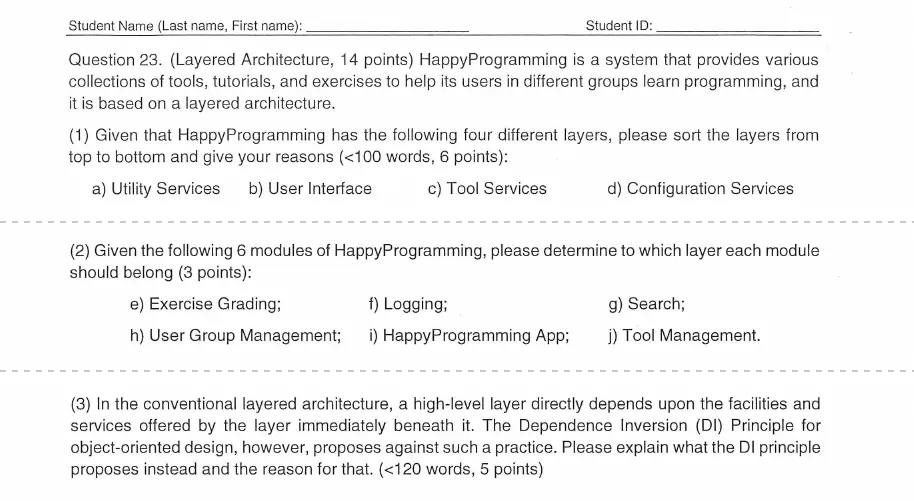 Student Name (Last name, First name): Student ID:
Question 23. (Layered Architecture, 14 points) HappyProgramming is a system that provides various
collections of tools, tutorials, and exercises to help its users in different groups learn programming, and
it is based on a layered architecture.
(1) Given that HappyProgramming has the following four different layers, please sort the layers from
top to bottom and give your reasons (<100 words, 6 points):
a) Utility Services b) User Interface c) Tool Services d) Configuration Services
(2) Given the following 6 modules of HappyProgramming, please determine to which layer each module
should belong (3 points):
e) Exercise Grading; f) Logging; g) Search;
h) User Group Management; i) HappyProgramming App; j) Tool Management.
(3) In the conventional layered architecture, a high-level layer directly depends upon the facilities and
services offered by the layer immediately beneath it. The Dependence Inversion (DI) Principle for
object-oriented design, however, proposes against such a practice. Please explain what the DI principle
proposes instead and the reason for that. (<120 words, 5 points)